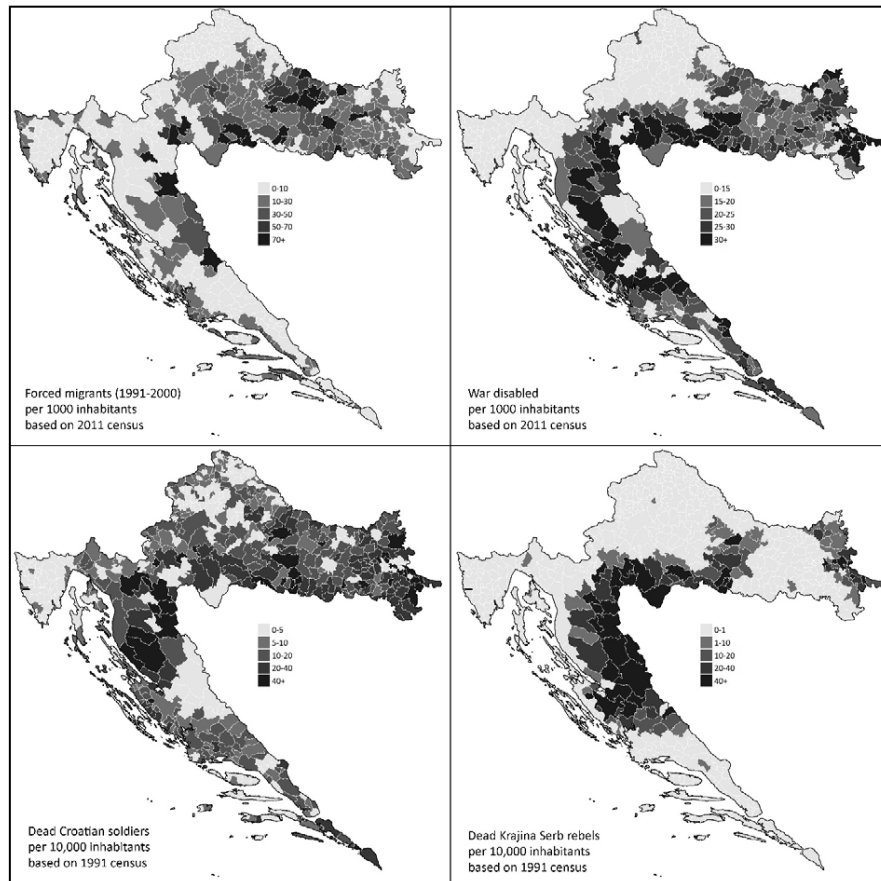 0-10
10-30
30-50
50-70
70+
Forced migrants (1991-2000)
per 1000 inhabitants
based on 2011 census
0-15
15-20
20-25
25-30
30+
War disabled
per 1000 inhabitants
based on 2011 census
0-5
5-10
10-20
20-40
40+
Dead Croatian soldiers
per 10,000 inhabitants
based on 1991 census
0-1
1-10
10-20
20-40
40+
Dead Krajina Serb rebels
per 10,000 inhabitants
based on 1991 census